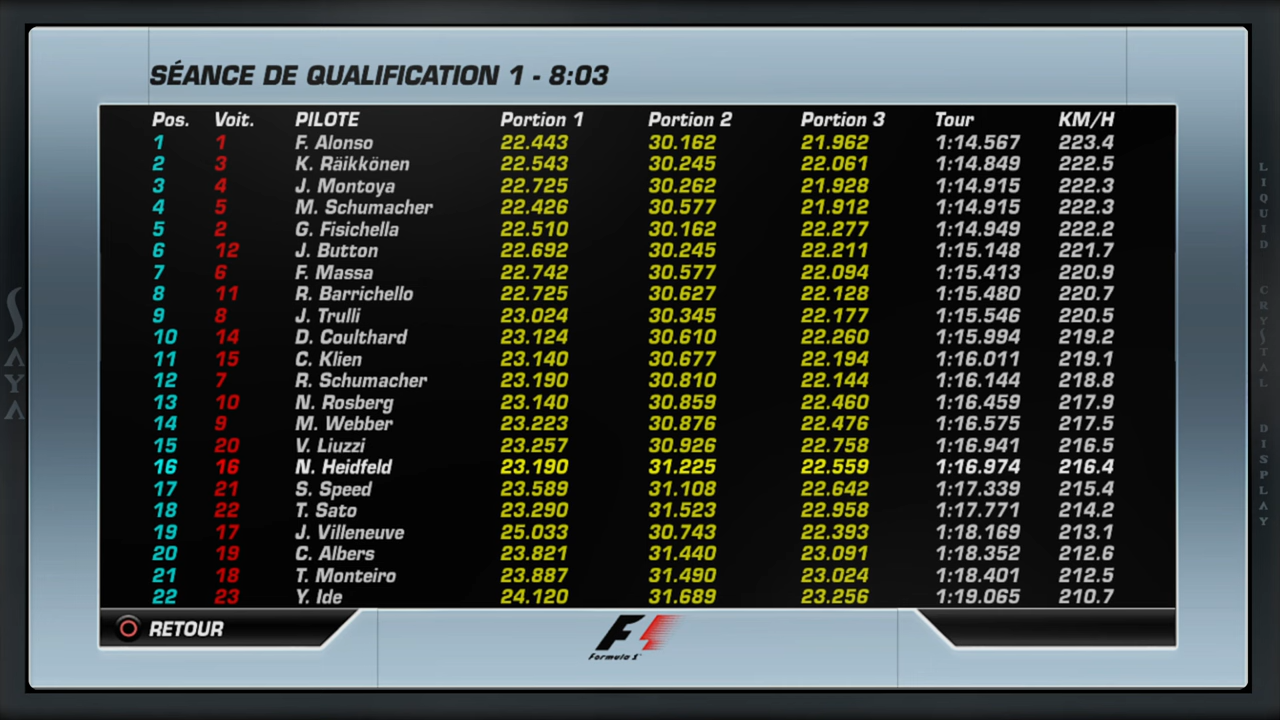 SÉANCE DE QUALIFICATION 1 - 8:03
Pos. Voit. PILOTE Portion 1 Portion 2 Portion 3 Tour KM/H
1 1 F. Alonso 22.443 30.162 21.962 1:14.567 223.4
2 3 K. Räikkönen 22.543 30.245 22.061 1:14.849 222.5
3 4 J. Montoya 22.725 30.262 21.928 1:14.915 222.3
4 5 M. Schumacher 22.426 30.577 21.912 1:14.915 222.3
5 2 G. Fisichella 22.510 30.162 22.277 1:14.949 222.2
6 12 J. Button 22.692 30.245 22.211 1:15.148 221.7
7 6 F. Massa 22.742 30.577 22.094 1:15.413 220.9
8 11 R. Barrichello 22.725 30.627 22.128 1:15.480 220.7
9 8 J. Trulli 23.024 30.345 22.177 1:15.546 220.5
10 14 D. Coulthard 23.124 30.610 22.260 1:15.994 219.2
11 15 C. Klien 23.140 30.677 22.194 1:16.011 219.1
12 7 R. Schumacher 23.190 30.810 22.144 1:16.144 218.8
13 10 N. Rosberg 23.140 30.859 22.460 1:16.459 217.9
14 9 M. Webber 23.223 30.876 22.476 1:16.575 217.5
15 20 V. Liuzzi 23.257 30.926 22.758 1:16.941 216.5
16 16 N. Heidfeld 23.190 31.225 22.559 1:16.974 216.4
17 21 S. Speed 23.589 31.108 22.642 1:17.339 215.4
18 22 T. Sato 23.290 31.523 22.958 1:17.771 214.2
19 17 J. Villeneuve 25.033 30.743 22.393 1:18.169 213.1
20 19 C. Albers 23.821 31.440 23.091 1:18.352 212.6
21 18 T. Monteiro 23.887 31.490 23.024 1:18.401 212.5
22 23 Y. Ide 24.120 31.689 23.256 1:19.065 210.7
RETOUR
F1
Formula 1
SAYA
LIQUID CRYSTAL DISPLAY